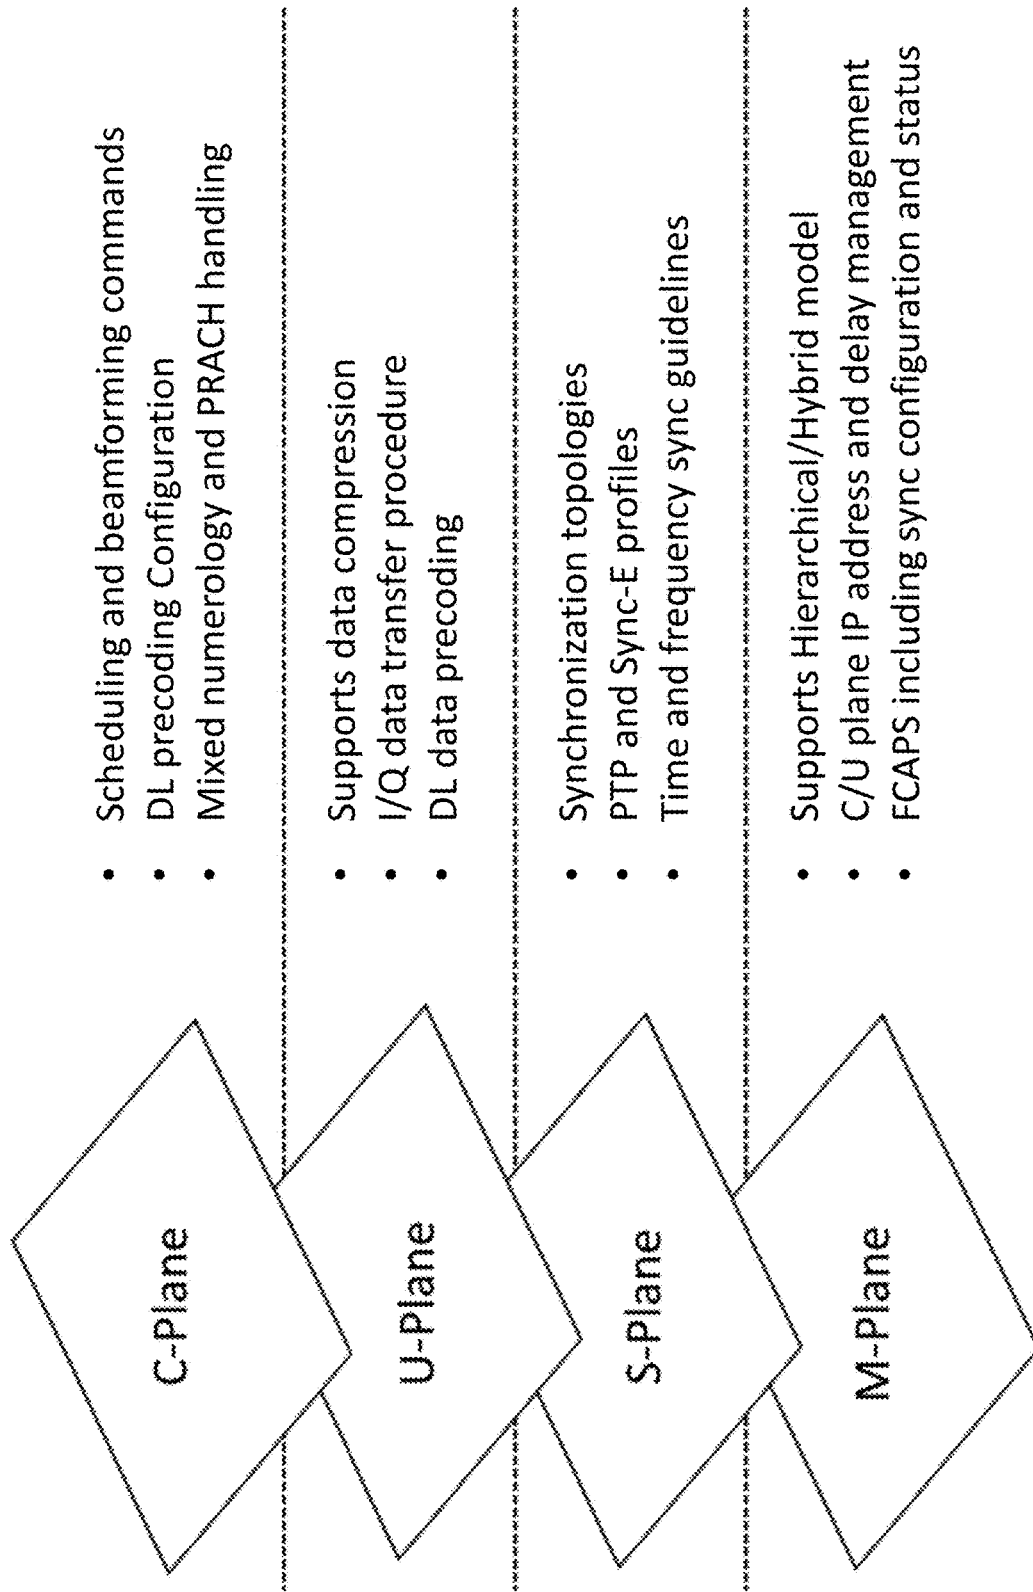 C-Plane
• Scheduling and beamforming commands
• DL precoding Configuration
• Mixed numerology and PRACH handling
U-Plane
• Supports data compression
• I/Q data transfer procedure
• DL data precoding
S-Plane
• Synchronization topologies
• PTP and Sync-E profiles
• Time and frequency sync guidelines
M-Plane
• Supports Hierarchical/Hybrid model
• C/U plane IP address and delay management
• FCAPS including sync configuration and status